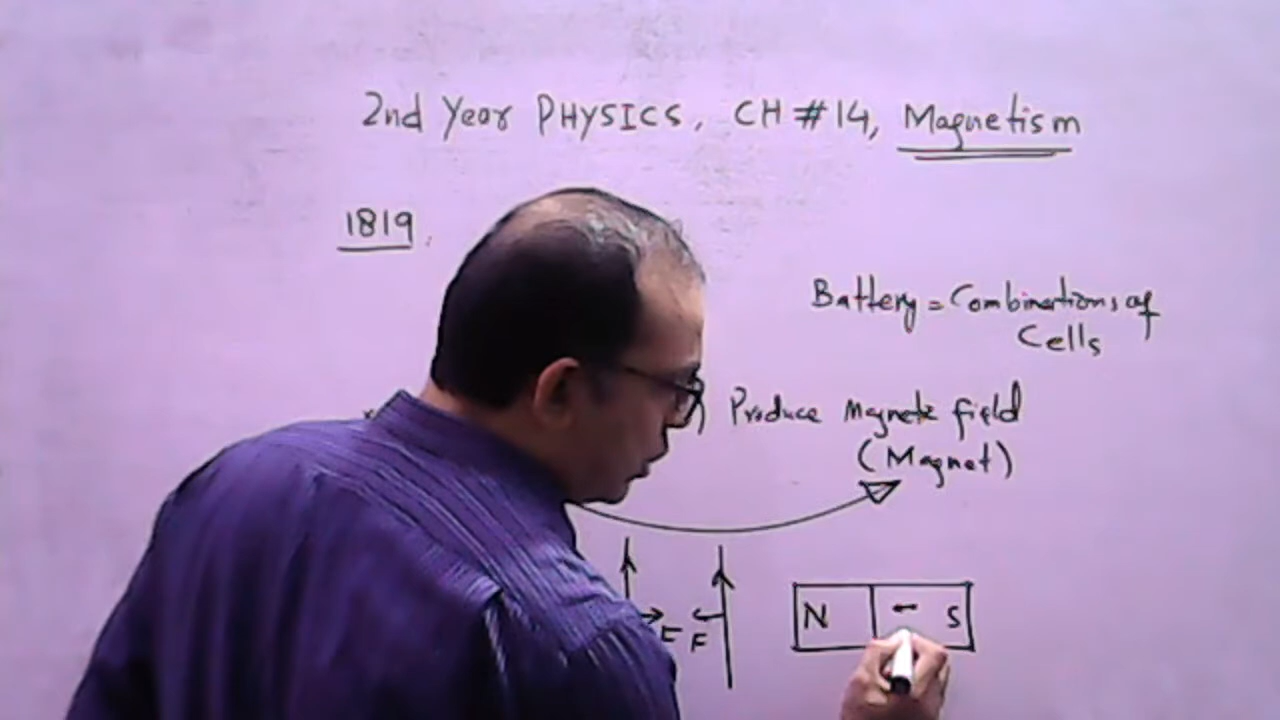 2nd Year PHYSICS, CH # 14, Magnetism
1819
Battery = Combinations of
Cells
Produce Magnetic field
(Magnet)
F F
N S